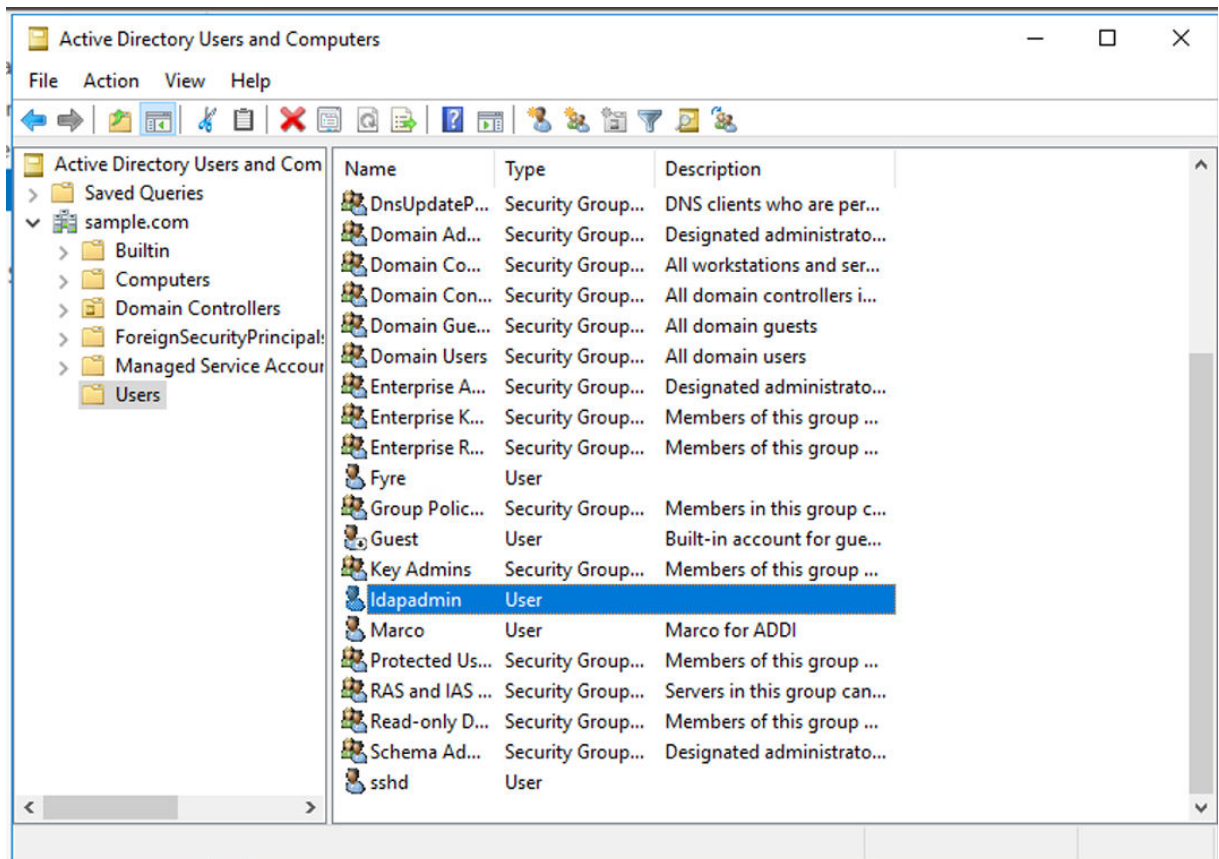 Active Directory Users and Computers
File Action View Help
Active Directory Users and Com
Saved Queries
sample.com
Builtin
Computers
Domain Controllers
ForeignSecurityPrincipals
Managed Service Accour
Users
Name Type Description
DnsUpdateP... Security Group... DNS clients who are per...
Domain Ad... Security Group... Designated administrato...
Domain Co... Security Group... All workstations and ser...
Domain Con... Security Group... All domain controllers i...
Domain Gue... Security Group... All domain guests
Domain Users Security Group... All domain users
Enterprise A... Security Group... Designated administrato...
Enterprise K... Security Group... Members of this group ...
Enterprise R... Security Group... Members of this group ...
Fyre User
Group Polic... Security Group... Members in this group c...
Guest User Built-in account for gue...
Key Admins Security Group... Members of this group ...
ldapadmin User
Marco User Marco for ADDI
Protected Us... Security Group... Members of this group ...
RAS and IAS ... Security Group... Servers in this group can...
Read-only D... Security Group... Members of this group ...
Schema Ad... Security Group... Designated administrato...
sshd User